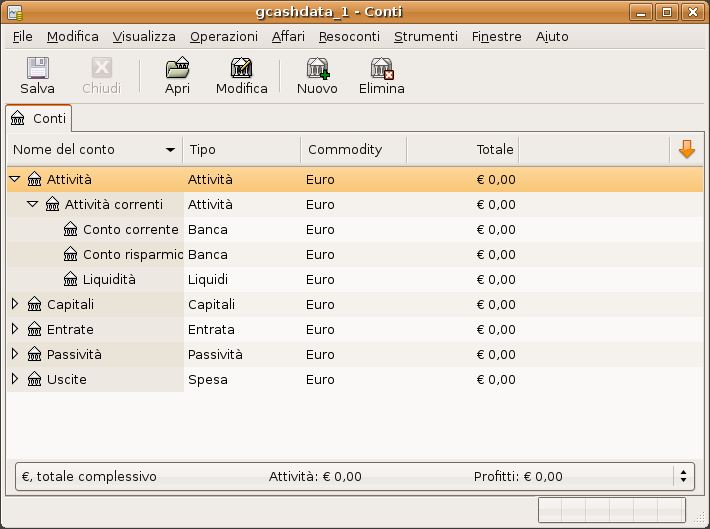 gcashdata_1 - Conti
File Modifica Visualizza Operazioni Affari Resoconti Strumenti Finestre Aiuto
Salva Chiudi Apri Modifica Nuovo Elimina
Conti
Nome del conto Tipo Commodity Totale
Attività Attività Euro € 0,00
Attività correnti Attività Euro € 0,00
Conto corrente Banca Euro € 0,00
Conto risparmio Banca Euro € 0,00
Liquidità Liquidi Euro € 0,00
Capitali Capitali Euro € 0,00
Entrate Entrata Euro € 0,00
Passività Passività Euro € 0,00
Uscite Spesa Euro € 0,00
€, totale complessivo Attività: € 0,00 Profitti: € 0,00